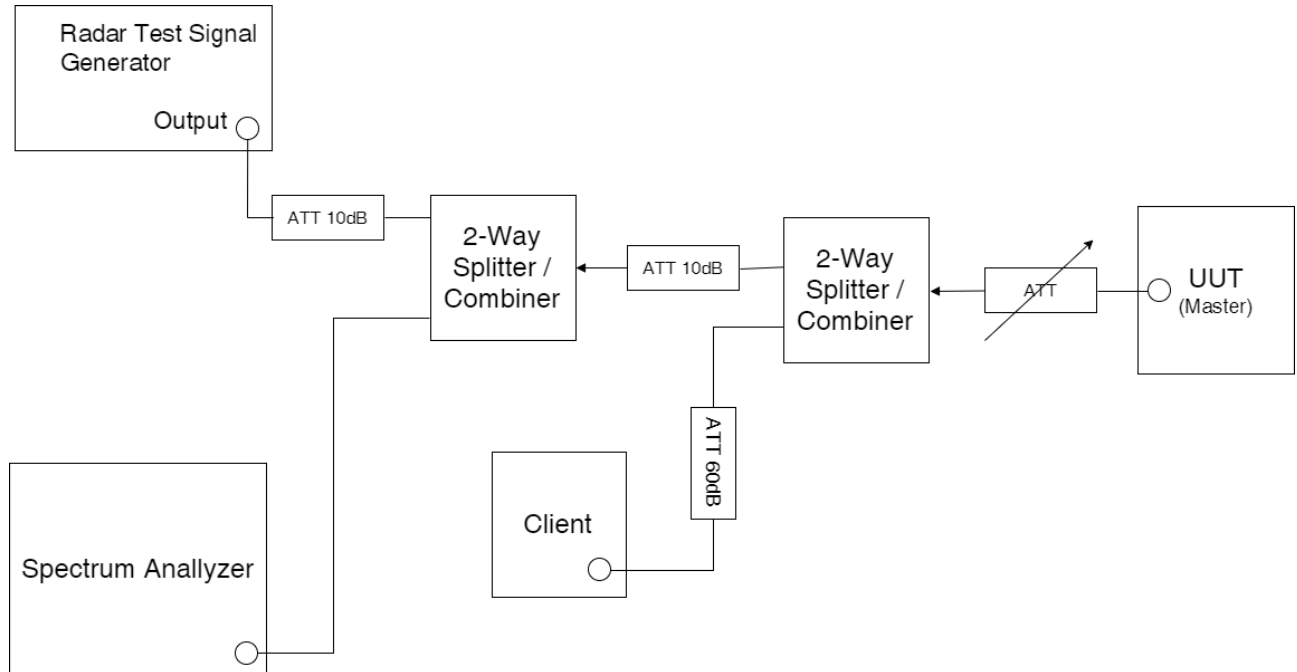 Radar Test Signal
Generator
Output
ATT 10dB
2-Way
Splitter /
Combiner
ATT 10dB
2-Way
Splitter /
Combiner
ATT
UUT
(Master)
ATT 60dB
Client
Spectrum Anallyzer